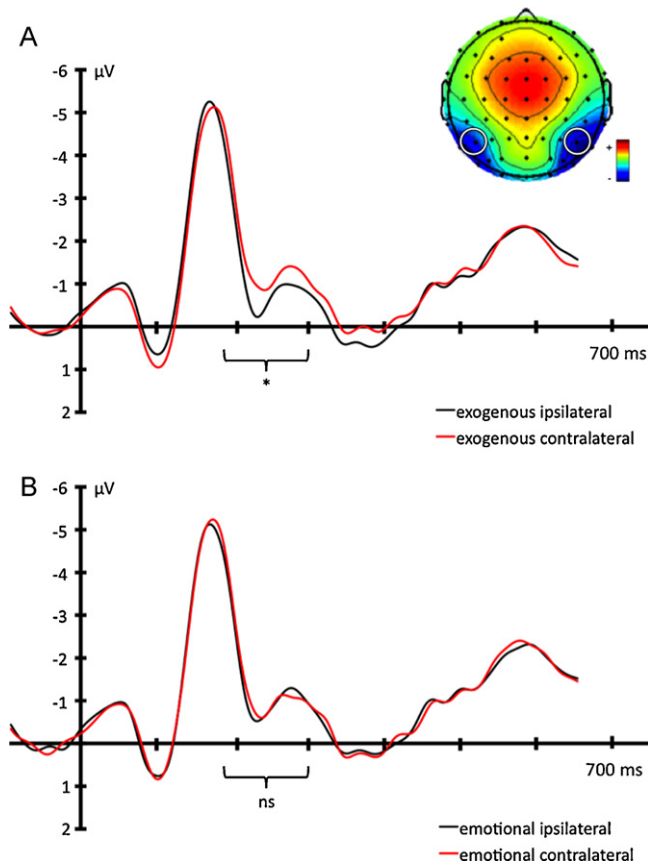 A
-6
µV
-5
-4
-3
-2
-1
1
2
+
-
700 ms
*
exogenous ipsilateral
exogenous contralateral
B
-6
µV
-5
-4
-3
-2
-1
1
2
700 ms
ns
emotional ipsilateral
emotional contralateral